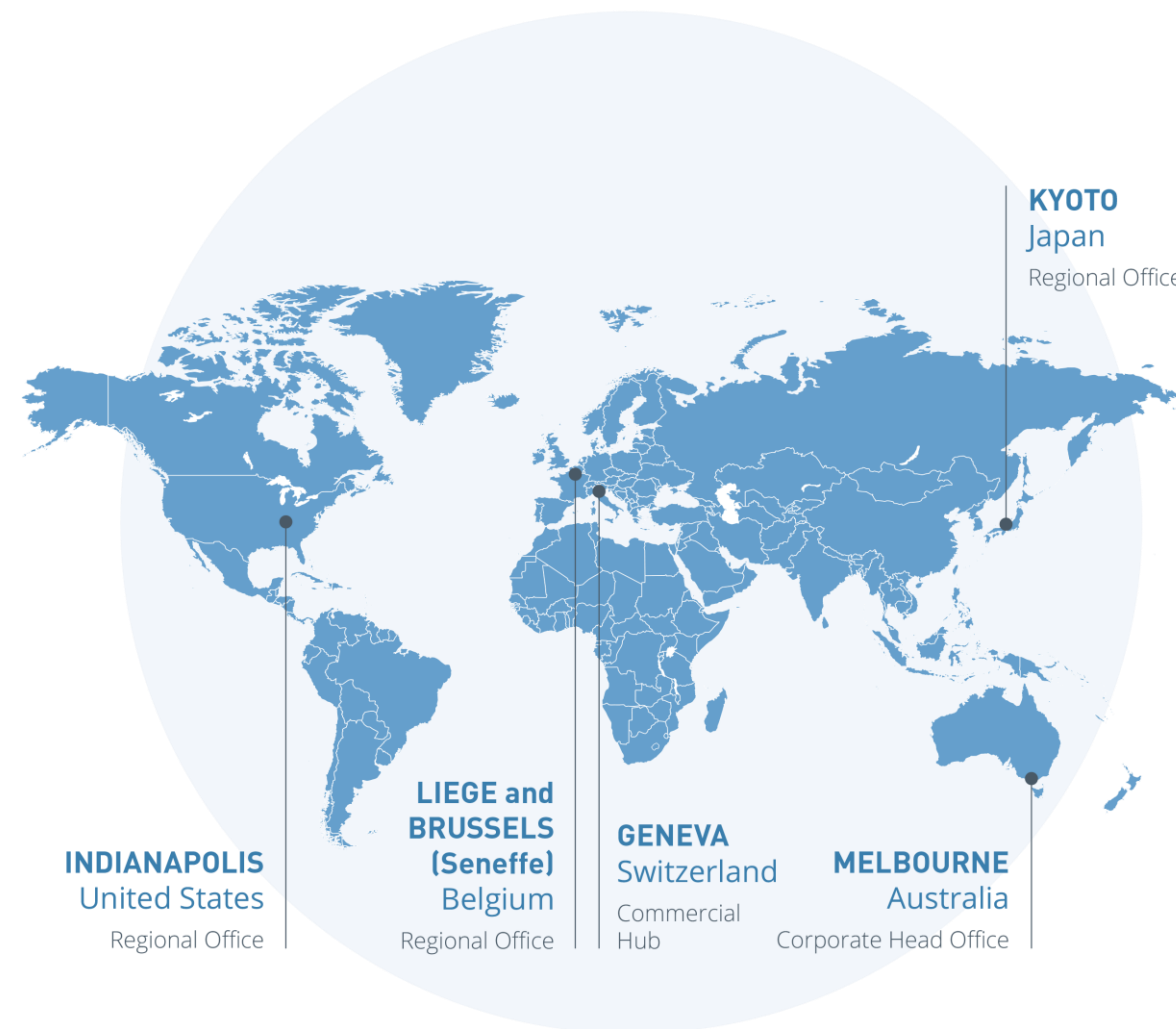 KYOTO
Japan
Regional Office
INDIANAPOLIS
United States
Regional Office
LIEGE and
BRUSSELS
(Seneffe)
Belgium
Regional Office
GENEVA
Switzerland
Commercial
Hub
MELBOURNE
Australia
Corporate Head Office